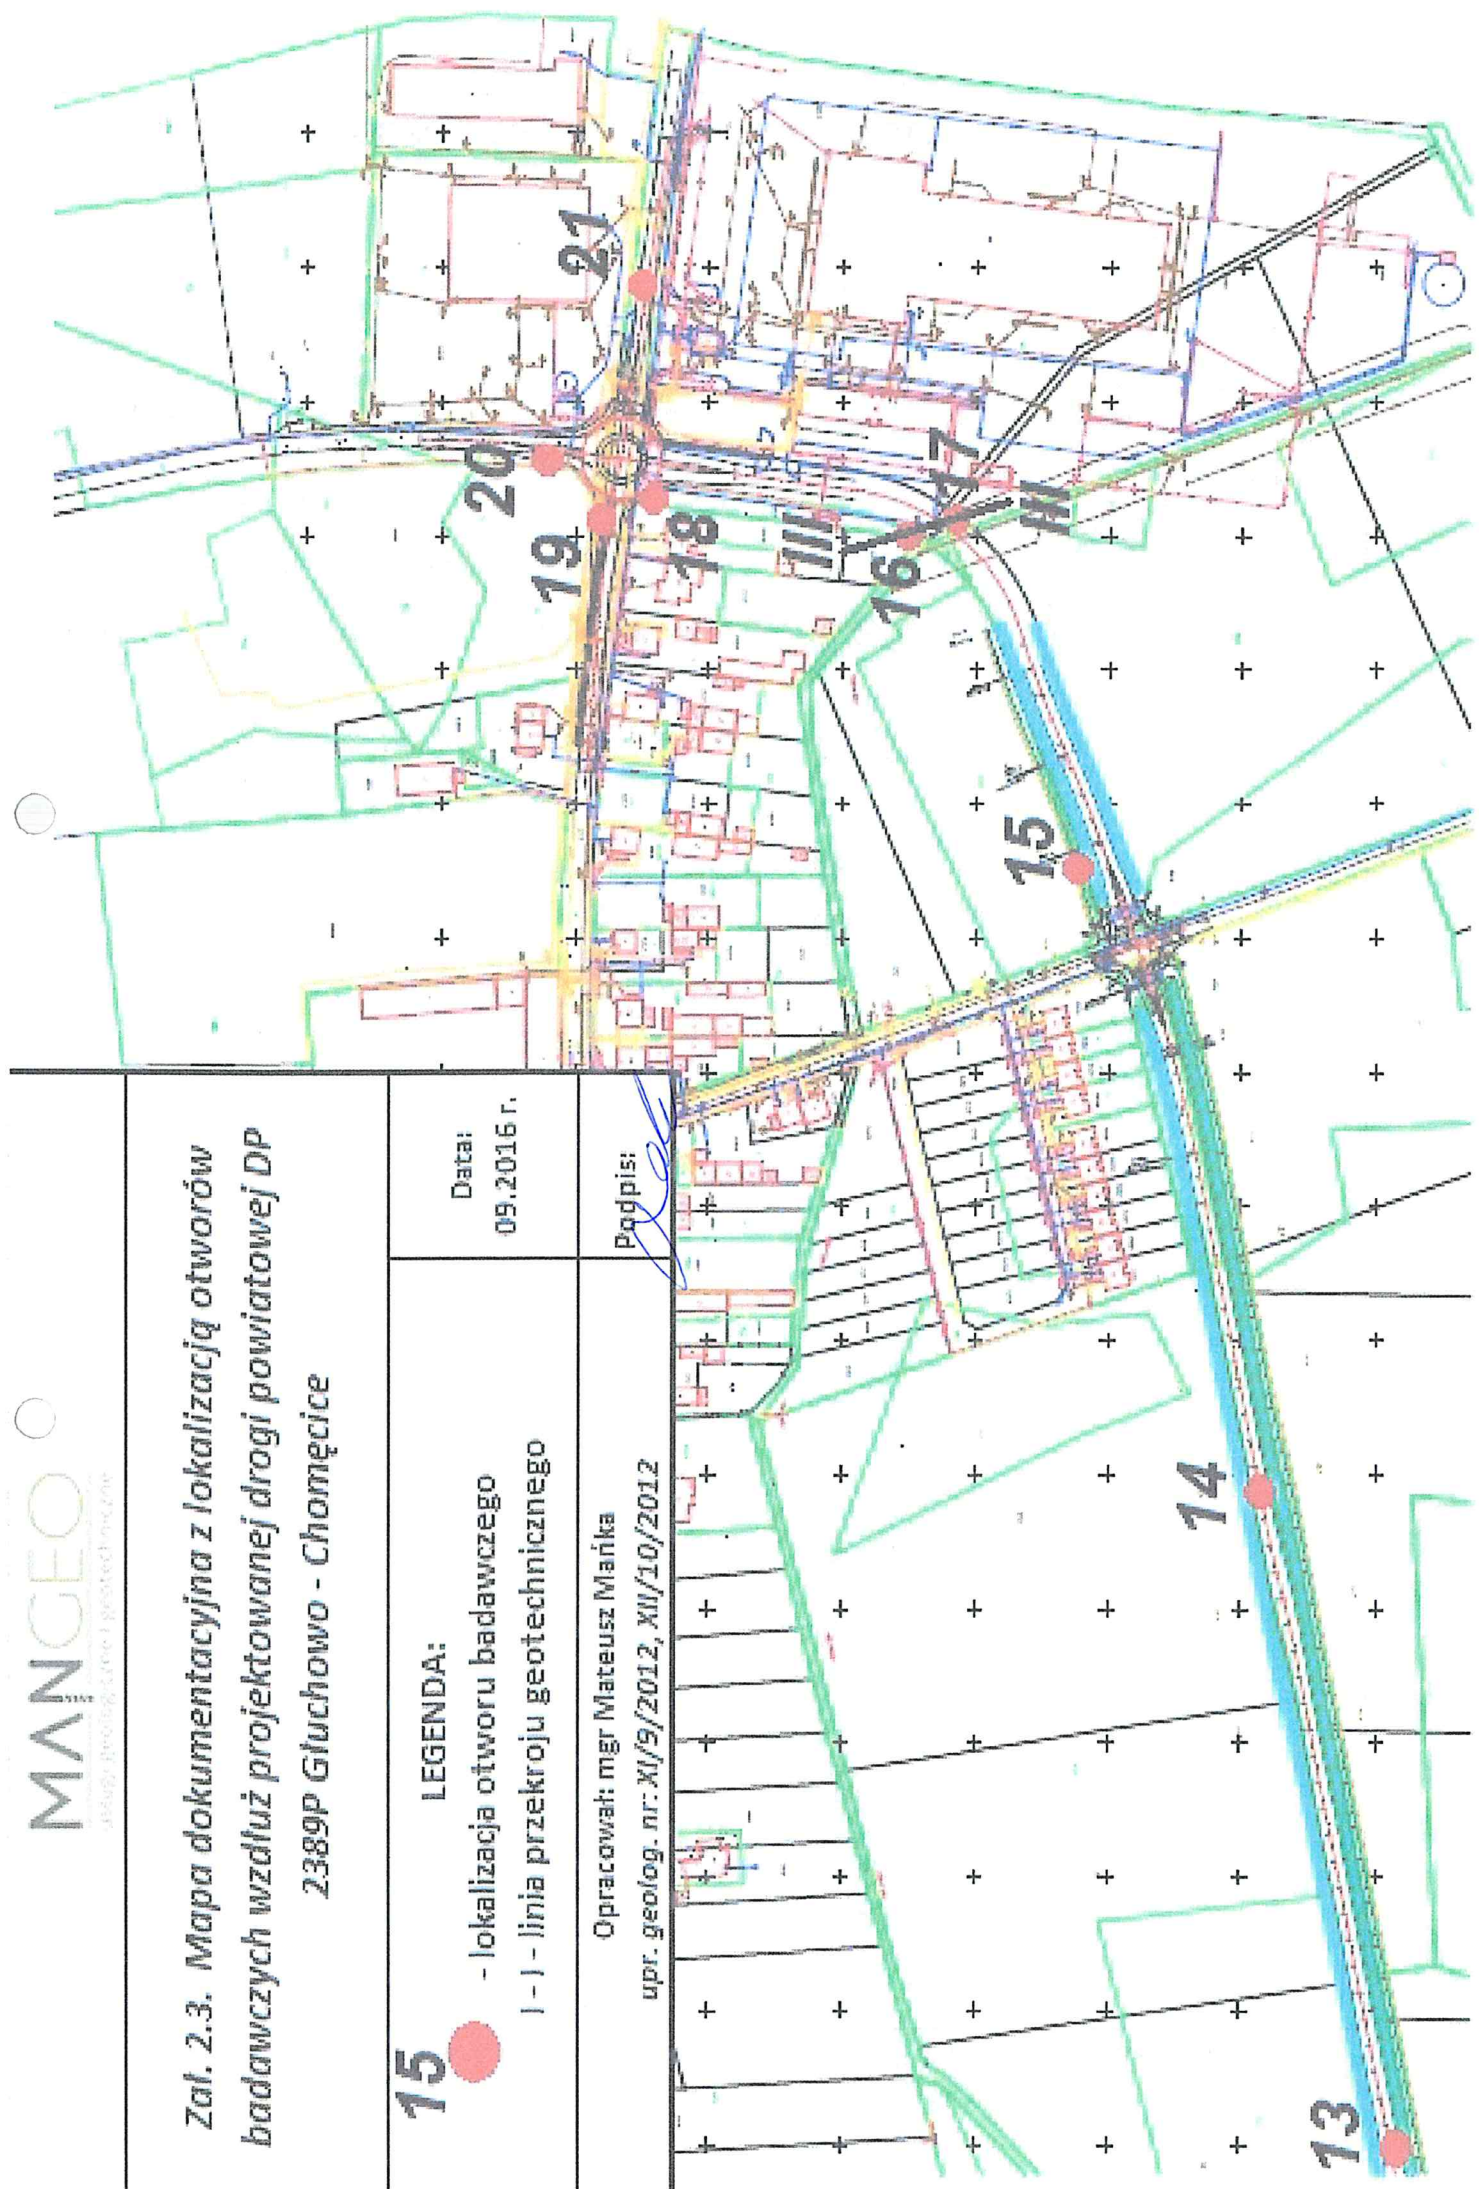 MANGEO
Zał. 2.3. Mapa dokumentacyjna z lokalizacją otworów
badawczych wzdłuż projektowanej drogi powiatowej DP
2389P Głuchowo - Chomęcice
LEGENDA:
15
- lokalizacja otworu badawczego
I - I - linia przekroju geotechnicznego
Data:
09.2016 r.
Opracował: mgr Mateusz Mańka
upr. geolog. nr: XI/9/2012, XII/10/2012
Podpis:
13
14
15
16
17
III
III
18
19
20
21